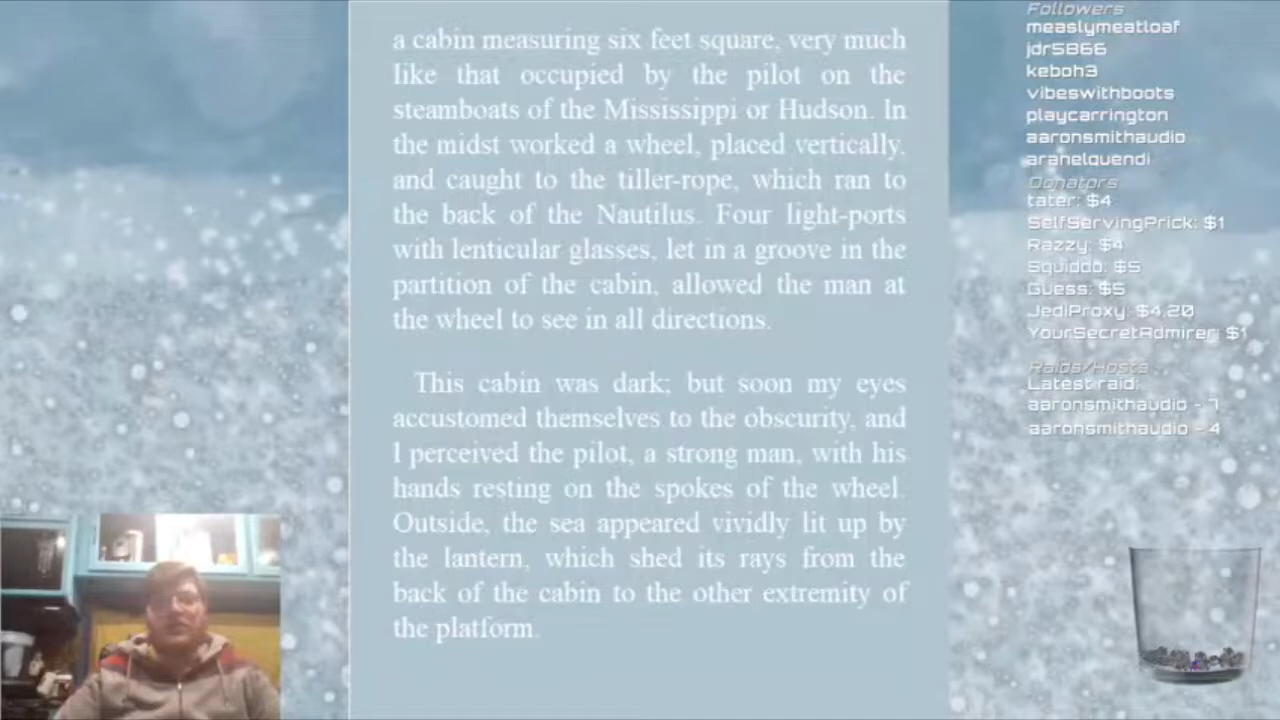 a cabin measuring six feet square, very much
like that occupied by the pilot on the
steamboats of the Mississippi or Hudson. In
the midst worked a wheel, placed vertically,
and caught to the tiller-rope, which ran to
the back of the Nautilus. Four light-ports
with lenticular glasses, let in a groove in the
partition of the cabin, allowed the man at
the wheel to see in all directions.
This cabin was dark; but soon my eyes
accustomed themselves to the obscurity, and
I perceived the pilot, a strong man, with his
hands resting on the spokes of the wheel.
Outside, the sea appeared vividly lit up by
the lantern, which shed its rays from the
back of the cabin to the other extremity of
the platform.
Followers
measlymeatloaf
jdr5866
keboh3
vibeswithboots
playcarrington
aaronsmithaudio
aranelquendi
Donators
tater: $4
SelfServingPrick: $1
Razzy: $4
Squidoo: $5
Guess: $5
JediProxy: $4.20
YourSecretAdmirer: $1
Raids/Hosts
Latest raid:
aaronsmithaudio - 7
aaronsmithaudio - 4